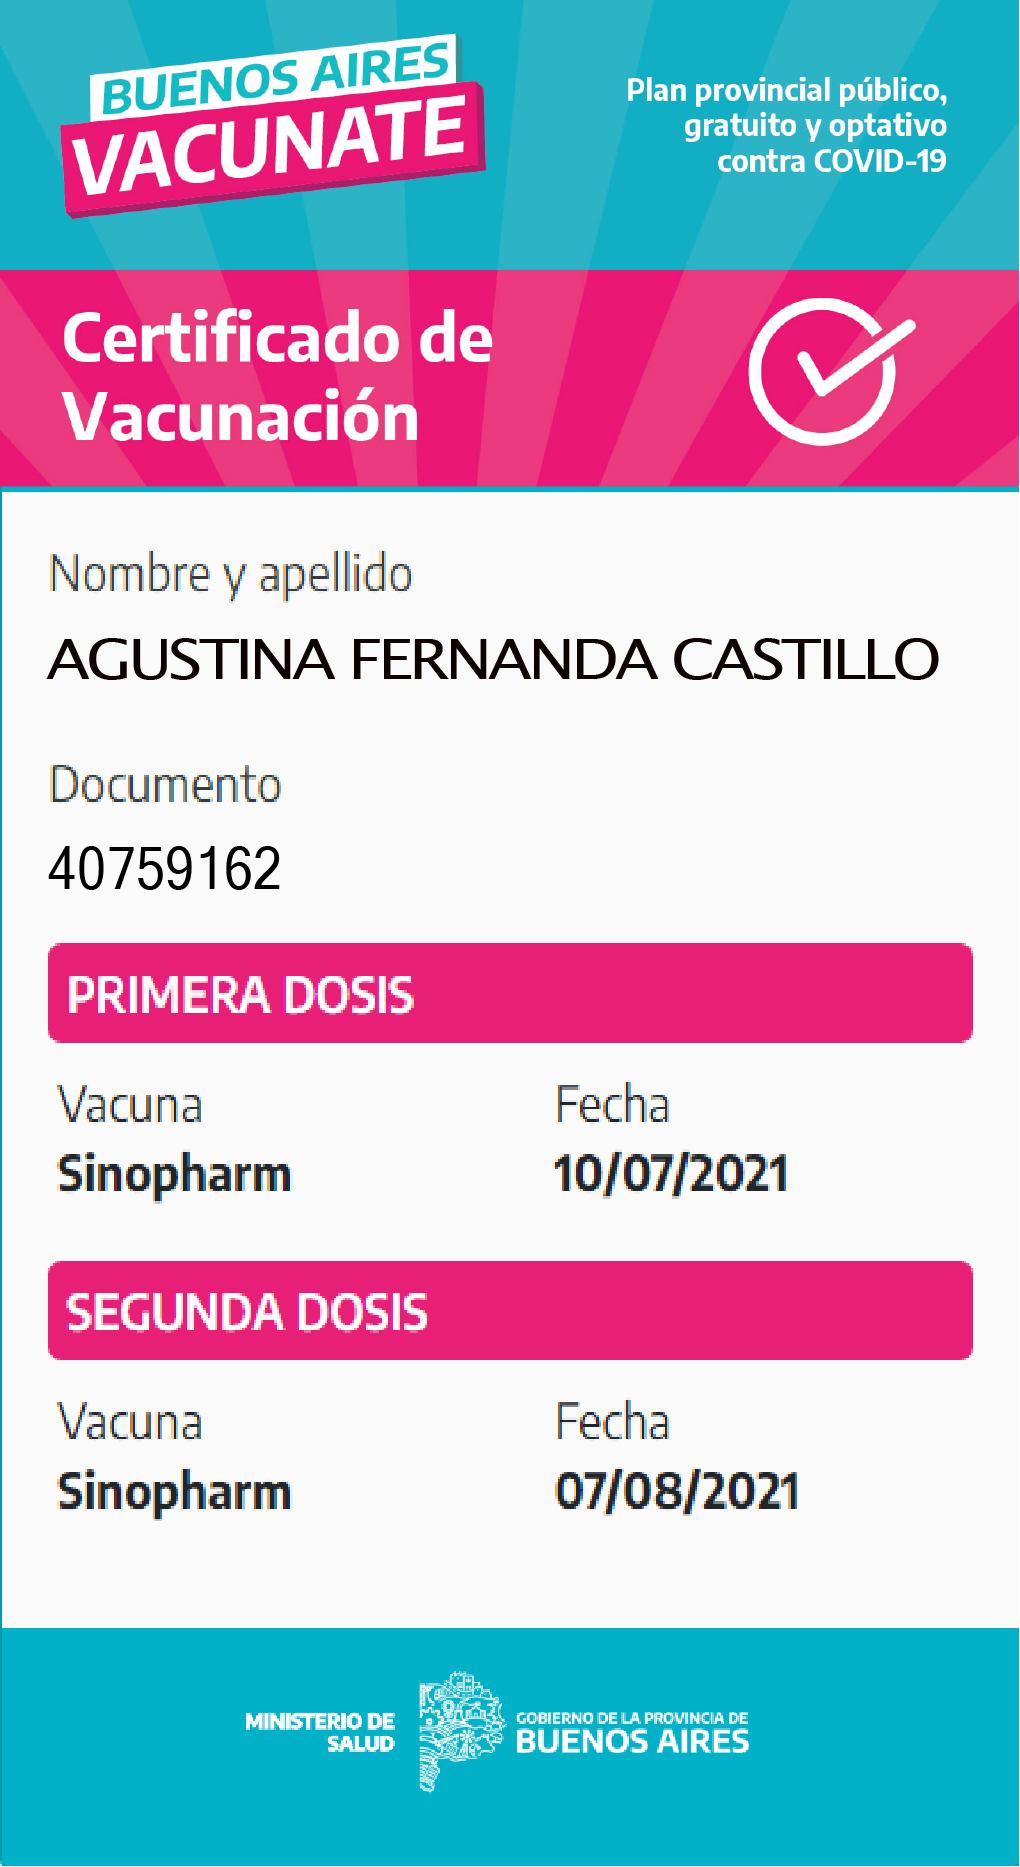 BUENOS AIRES
VACUNATE
Plan provincial público,
gratuito y optativo
contra COVID-19
Certificado de
Vacunación
Nombre y apellido
AGUSTINA FERNANDA CASTILLO
Documento
40759162
PRIMERA DOSIS
Vacuna Fecha
Sinopharm 10/07/2021
SEGUNDA DOSIS
Vacuna Fecha
Sinopharm 07/08/2021
MINISTERIO DE
SALUD
GOBIERNO DE LA PROVINCIA DE
BUENOS AIRES